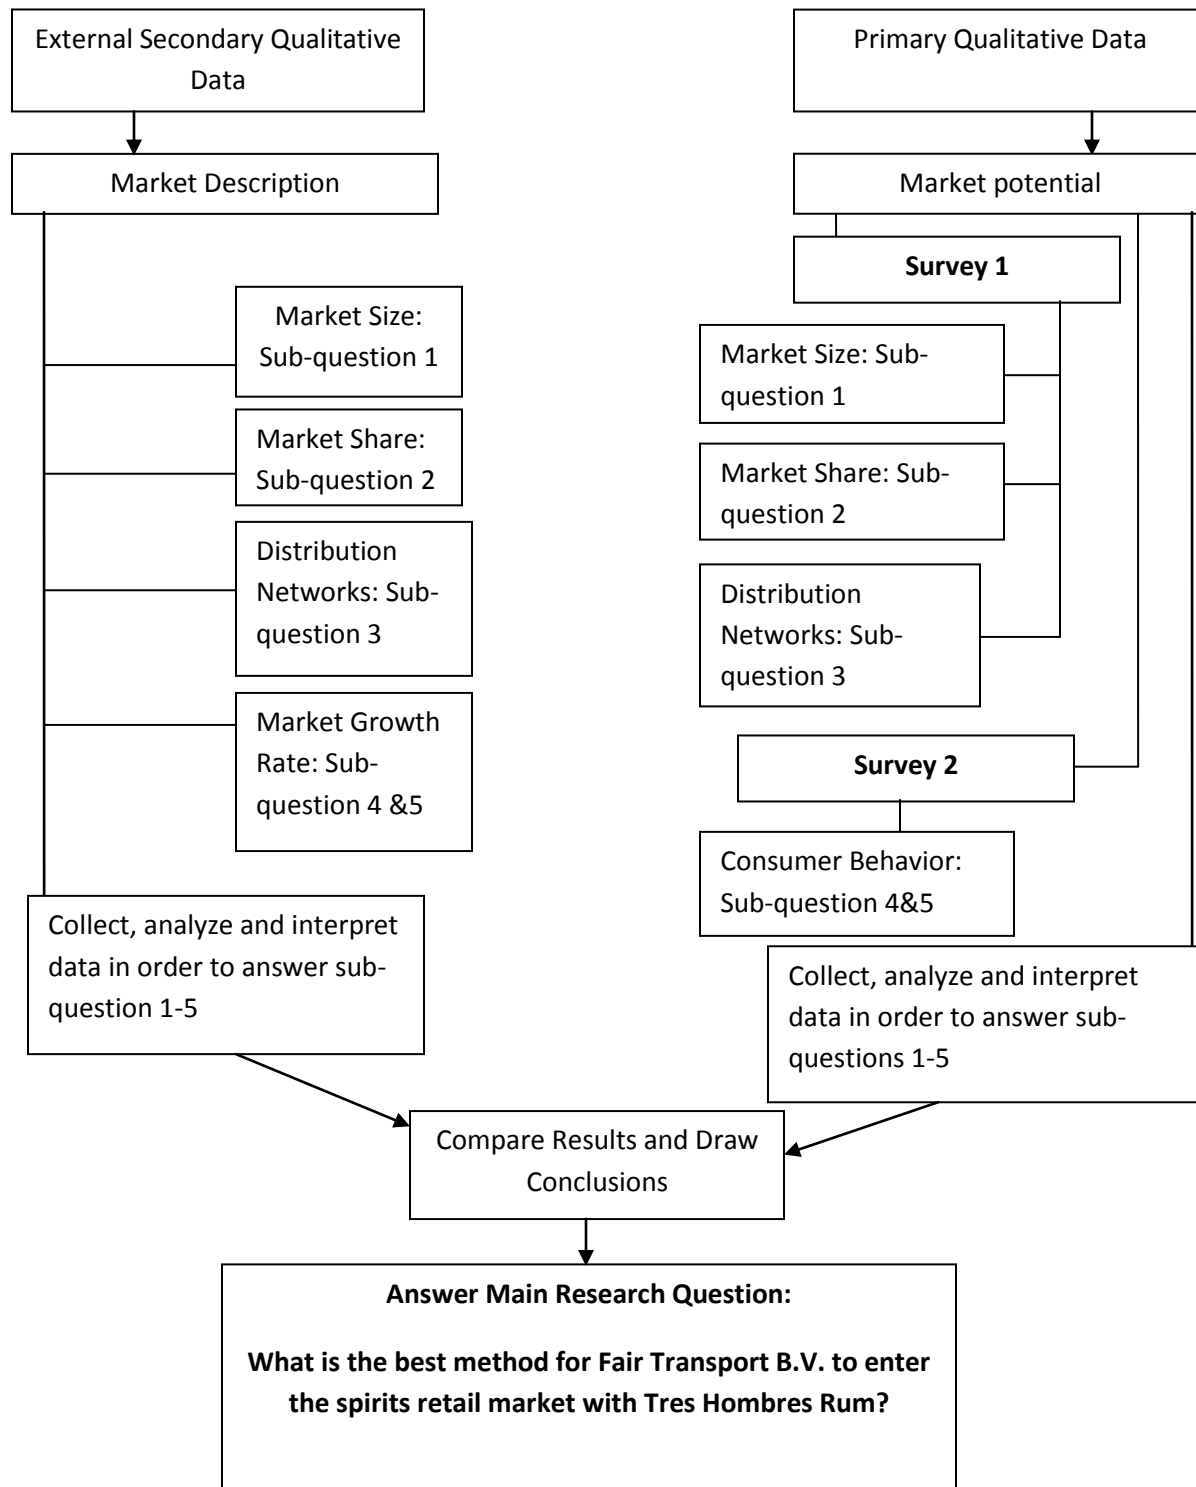 External Secondary Qualitative
Data
Primary Qualitative Data
Market Description
Market potential
Market Size:
Sub-question 1
Market Share:
Sub-question 2
Distribution
Networks: Sub-
question 3
Market Growth
Rate: Sub-
question 4 &5
Survey 1
Market Size: Sub-
question 1
Market Share: Sub-
question 2
Distribution
Networks: Sub-
question 3
Survey 2
Consumer Behavior:
Sub-question 4&5
Collect, analyze and interpret
data in order to answer sub-
question 1-5
Collect, analyze and interpret
data in order to answer sub-
questions 1-5
Compare Results and Draw
Conclusions
Answer Main Research Question:
What is the best method for Fair Transport B.V. to enter
the spirits retail market with Tres Hombres Rum?